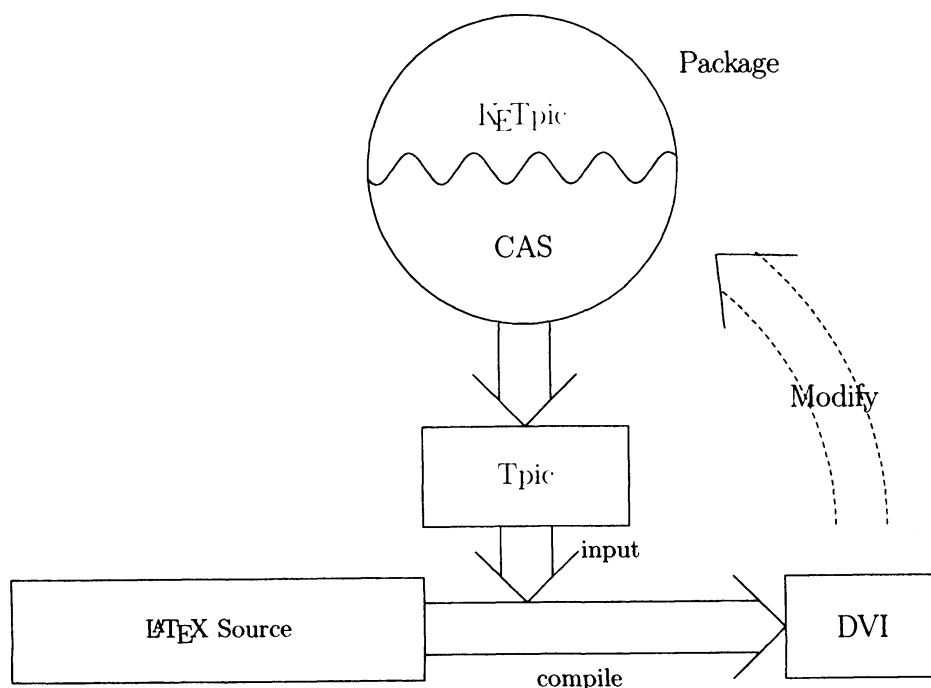 Package
KETpic
CAS
Modify
Tpic
input
LATEX Source
DVI
compile